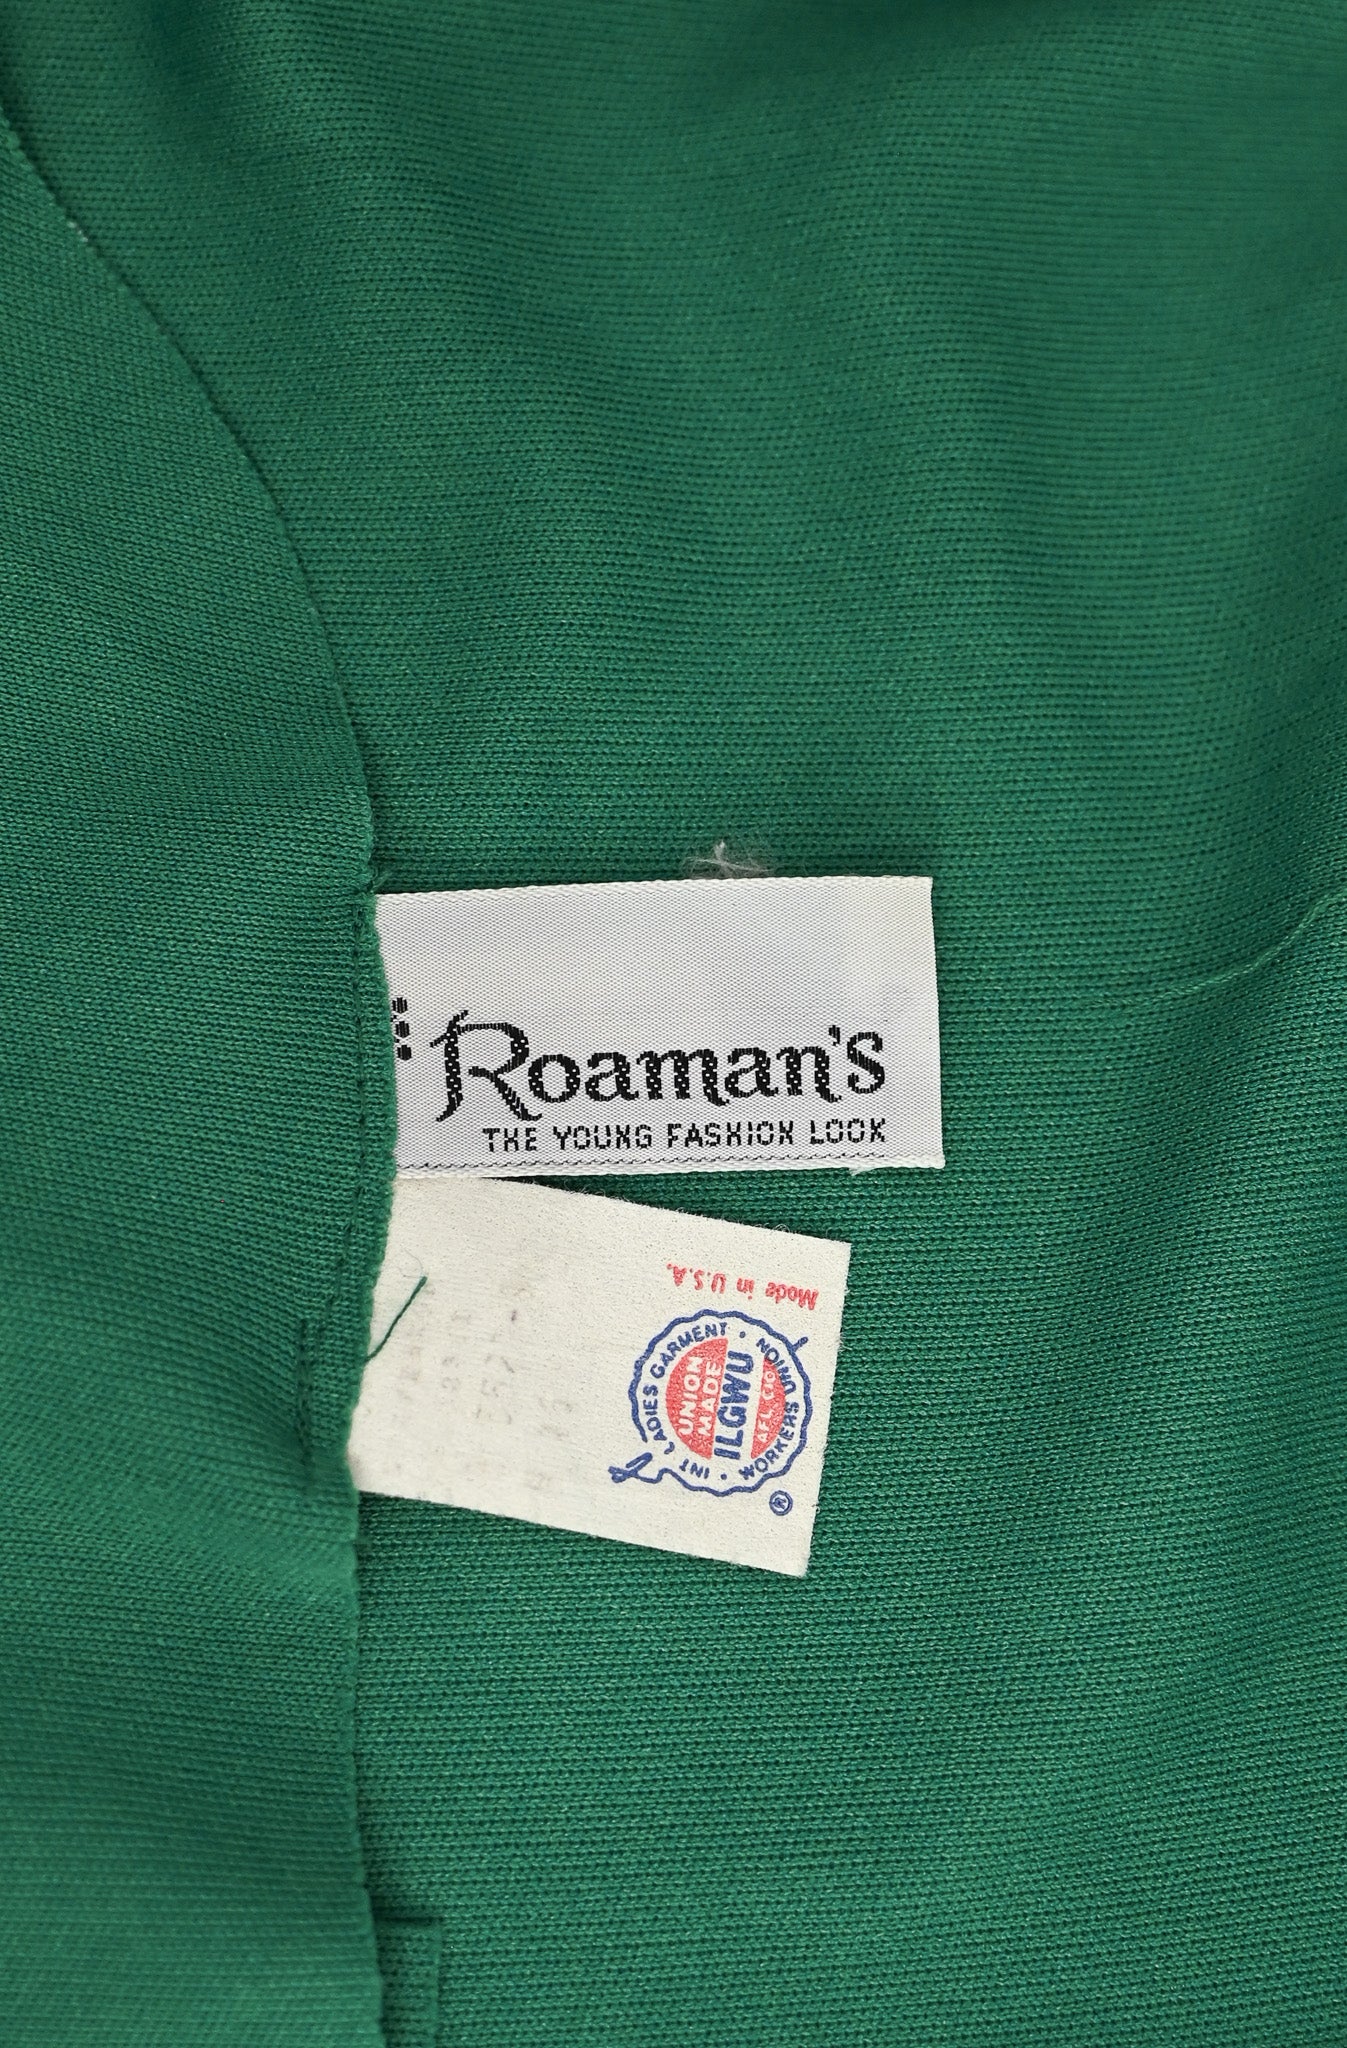 Roaman's
THE YOUNG FASHION LOOK
Made in U.S.A.
INT LADIES GARMENT • WORKERS UNION •
UNION
MADE
ILGWU
AFL CIO
®